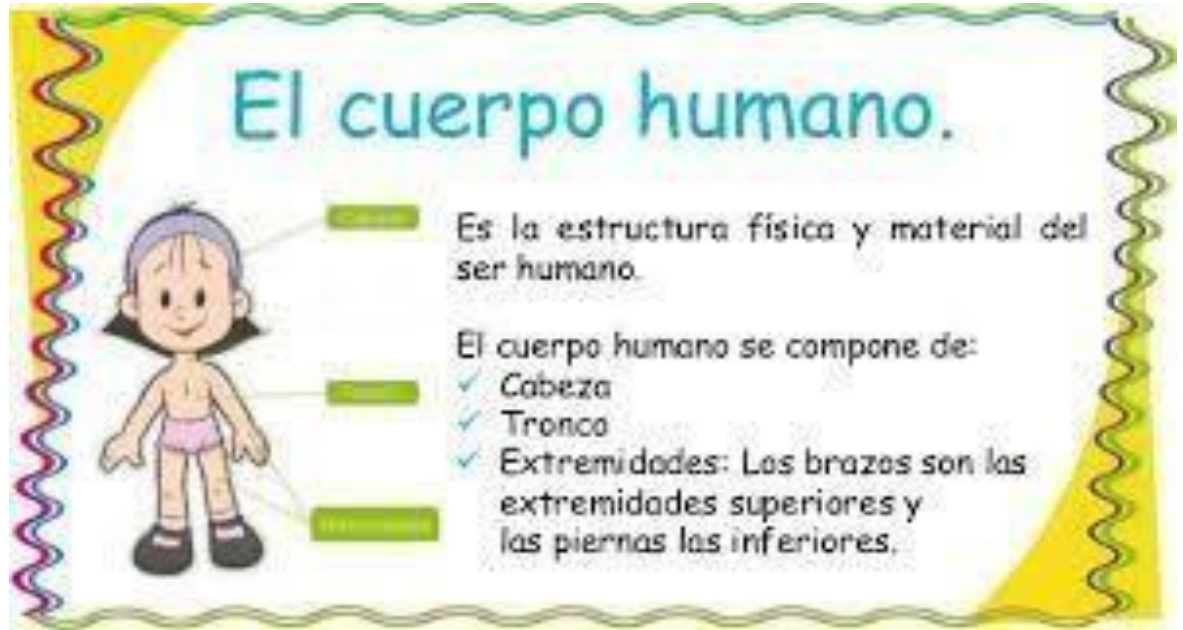 El cuerpo humano.
Es la estructura física y material del
ser humano.
El cuerpo humano se compone de:
Cabeza
Tronco
Extremidades: Los brazos son las
extremidades superiores y
las piernas las inferiores.